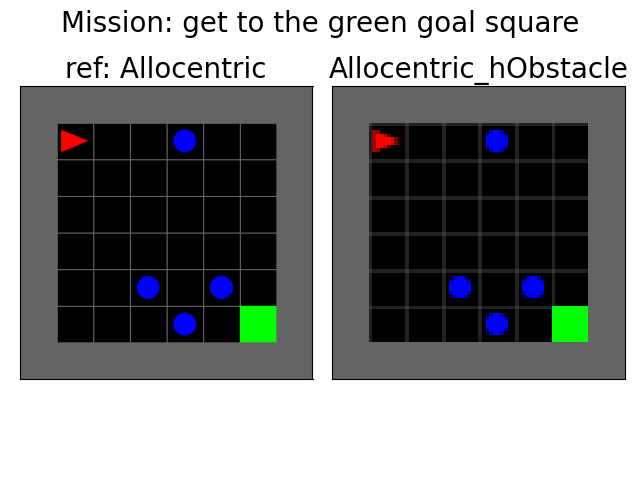 Mission: get to the green goal square
ref: Allocentric
Allocentric_hObstacle